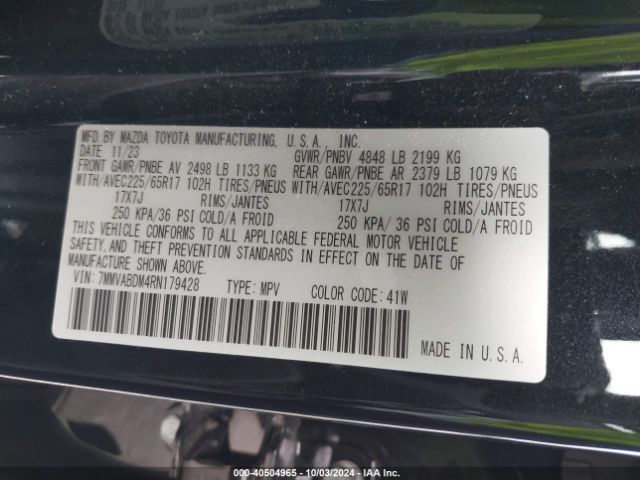 MFD. BY MAZDA TOYOTA MANUFACTURING, U.S.A., INC.
DATE 11/23 GVWR/PNBV 4848 LB 2199 KG
FRONT GAWR/PNBE AV 2498 LB 1133 KG REAR GAWR/PNBE AR 2379 LB 1079 KG
WITH/AVEC225/65R17 102H TIRES/PNEUS WITH/AVEC225/65R17 102H TIRES/PNEUS
17X7J RIMS/JANTES 17X7J RIMS/JANTES
250 KPA/36 PSI COLD/A FROID 250 KPA/ 36 PSI COLD/A FROID
THIS VEHICLE CONFORMS TO ALL APPLICABLE FEDERAL MOTOR VEHICLE
SAFETY, AND THEFT PREVENTION STANDARDS IN EFFECT ON THE DATE OF
MANUFACTURE SHOWN ABOVE.
VIN: 7MMVABDM4RN179428 TYPE: MPV COLOR CODE: 41W
MADE IN U.S.A.
000-40504965 - 10/03/2024 - IAA Inc.